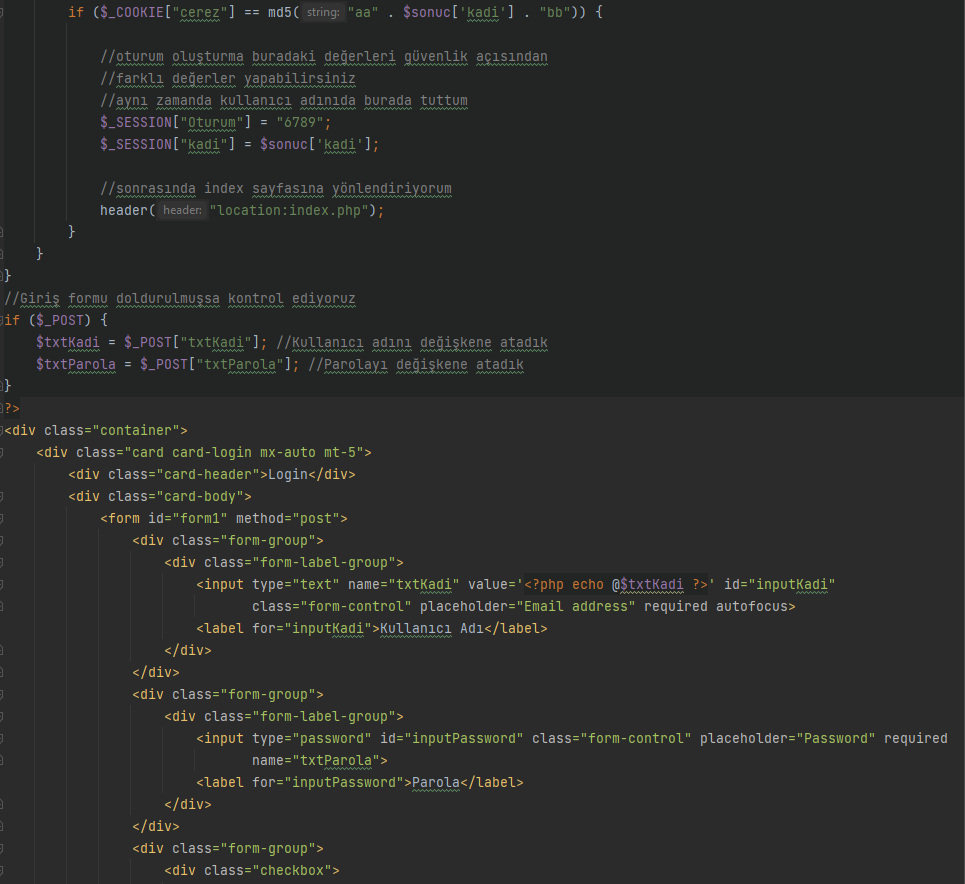 if ($_COOKIE["cerez"] == md5( string: "aa" . $sonuc['kadi'] . "bb")) {
//oturum oluşturma buradaki değerleri güvenlik açısından
//farklı değerler yapabilirsiniz
//aynı zamanda kullanıcı adınıda burada tuttum
$_SESSION["Oturum"] = "6789";
$_SESSION["kadi"] = $sonuc['kadi'];
//sonrasında index sayfasına yönlendiriyorum
header( header: "location:index.php");
}
}
}
//Giriş formu doldurulmuşsa kontrol ediyoruz
if ($_POST) {
$txtKadi = $_POST["txtKadi"]; //Kullanıcı adını değişkene atadık
$txtParola = $_POST["txtParola"]; //Parolayı değişkene atadık
}
?>
<div class="container">
<div class="card card-login mx-auto mt-5">
<div class="card-header">Login</div>
<div class="card-body">
<form id="form1" method="post">
<div class="form-group">
<div class="form-label-group">
<input type="text" name="txtKadi" value='<?php echo @$txtKadi ?>' id="inputKadi"
class="form-control" placeholder="Email address" required autofocus>
<label for="inputKadi">Kullanıcı Adı</label>
</div>
</div>
<div class="form-group">
<div class="form-label-group">
<input type="password" id="inputPassword" class="form-control" placeholder="Password" required
name="txtParola">
<label for="inputPassword">Parola</label>
</div>
</div>
<div class="form-group">
<div class="checkbox">